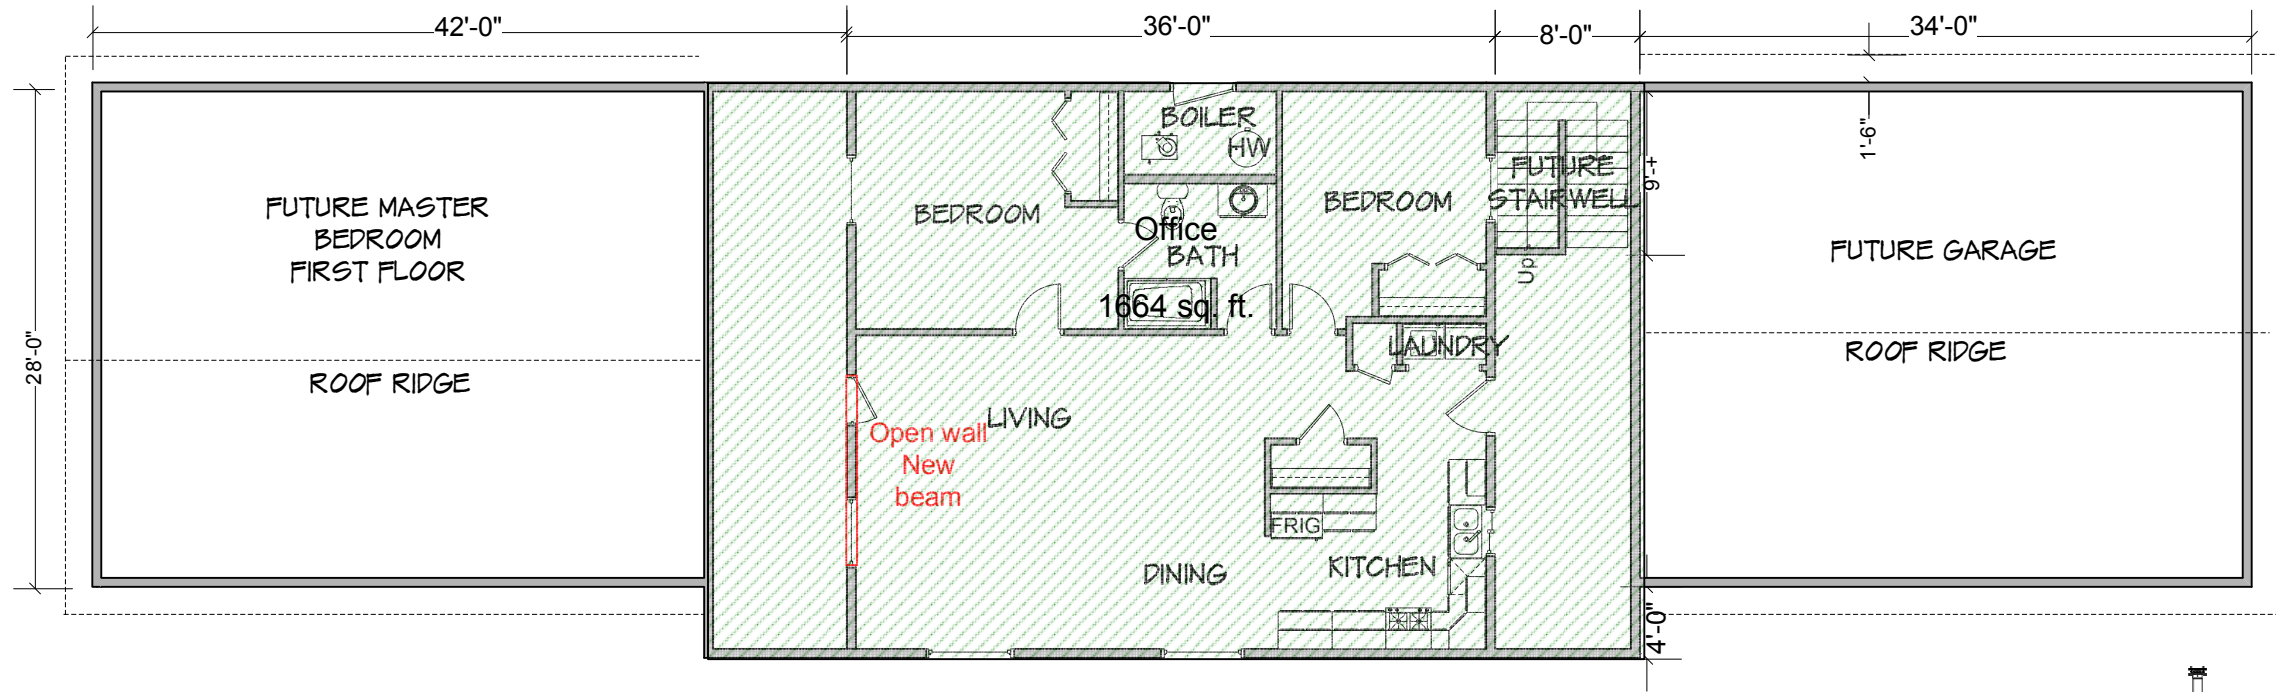 42'-0"
36'-0"
8'-0"
34'-0"
1'-6"
28'-0"
BOILER
HW
FUTURE
STAIRWELL
9'-+
FUTURE MASTER
BEDROOM
FIRST FLOOR
BEDROOM
BEDROOM
Office
BATH
FUTURE GARAGE
Up
1664 sq. ft.
LAUNDRY
ROOF RIDGE
ROOF RIDGE
LIVING
Open wall
New
beam
FRIG
DINING
KITCHEN
4'-0"